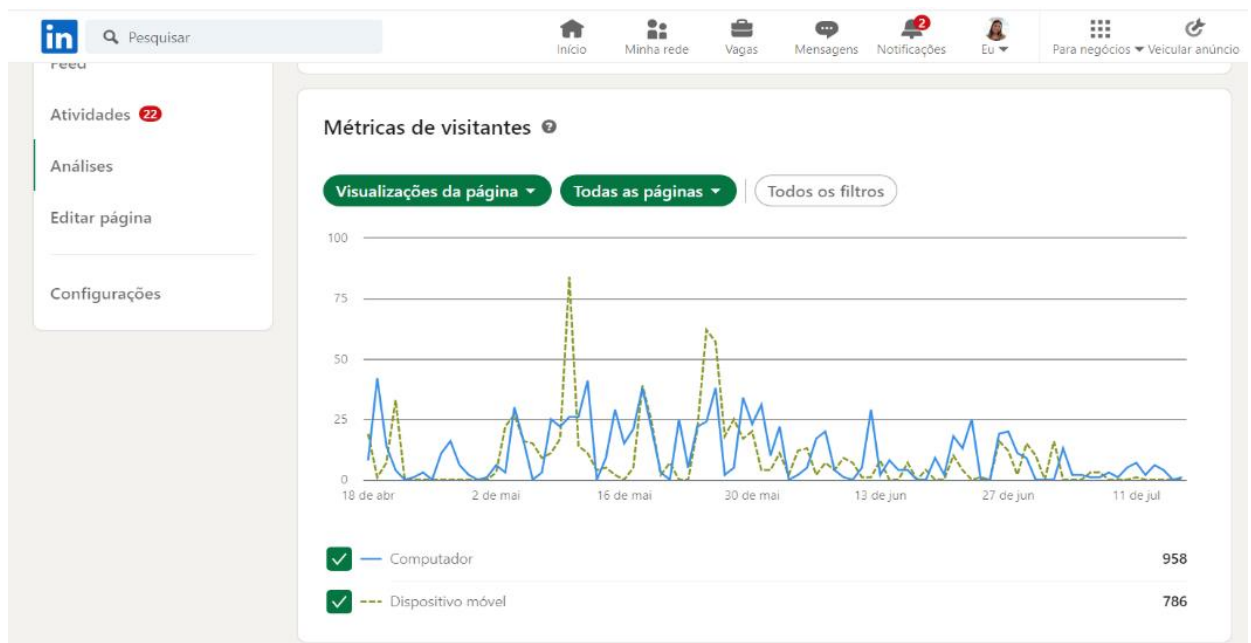 in
Pesquisar
Início
Minha rede
Vagas
Mensagens
2
Notificações
Eu
Para negócios
Veicular anúncio
Feed
Atividades 22
Análises
Editar página
Configurações
Métricas de visitantes ?
Visualizações da página
Todas as páginas
Todos os filtros
100
75
50
25
0
18 de abr
2 de mai
16 de mai
30 de mai
13 de jun
27 de jun
11 de jul
Computador 958
Dispositivo móvel 786